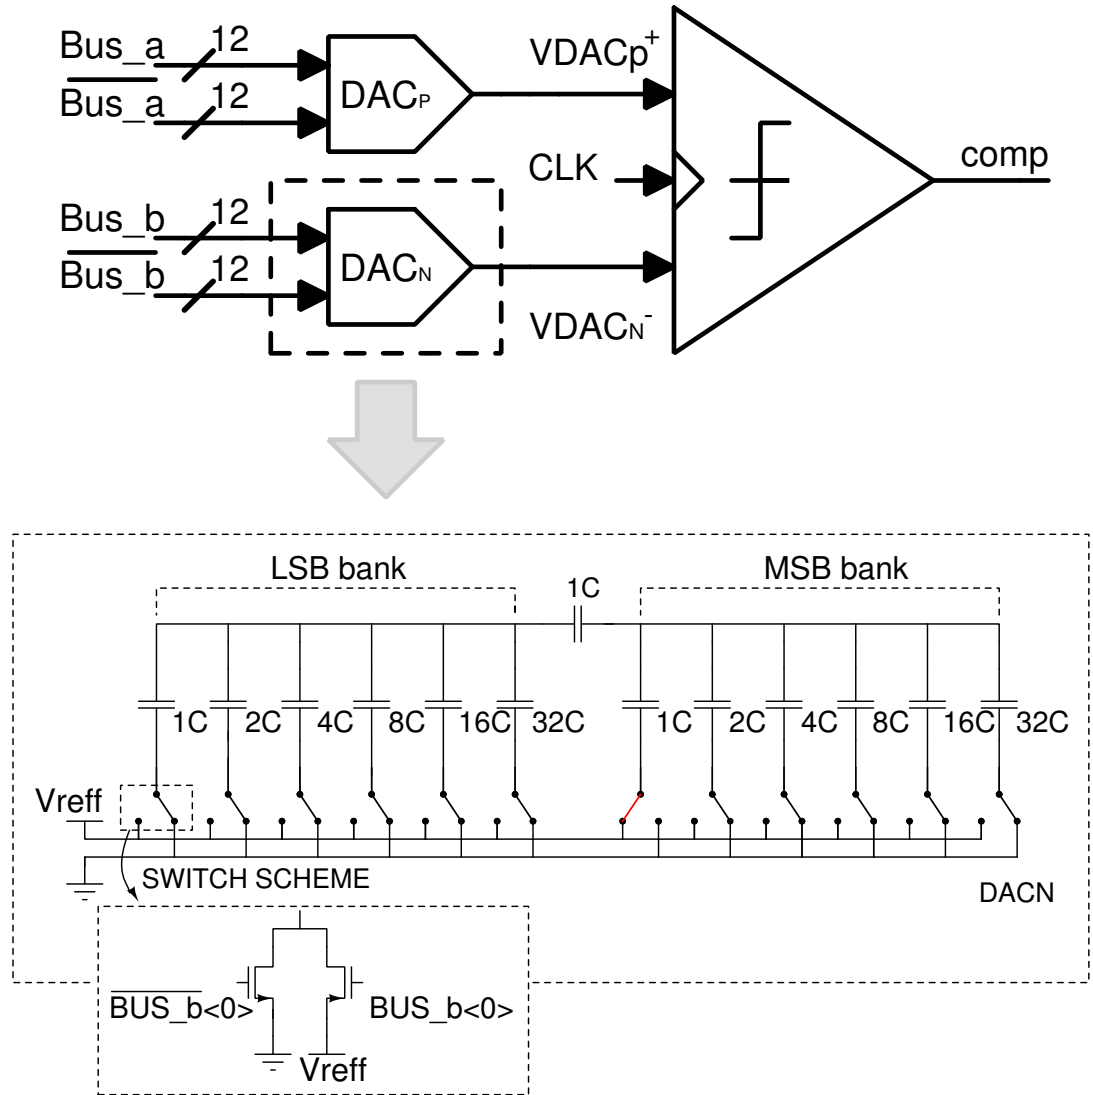 Bus_a 12
Bus_a 12
DACP
VDACp+
CLK
comp
Bus_b 12
Bus_b 12
DACN
VDACN-
LSB bank
1C
MSB bank
1C 2C 4C 8C 16C 32C
1C 2C 4C 8C 16C 32C
Vreff
SWITCH SCHEME
DACN
BUS_b<0>
BUS_b<0>
Vreff